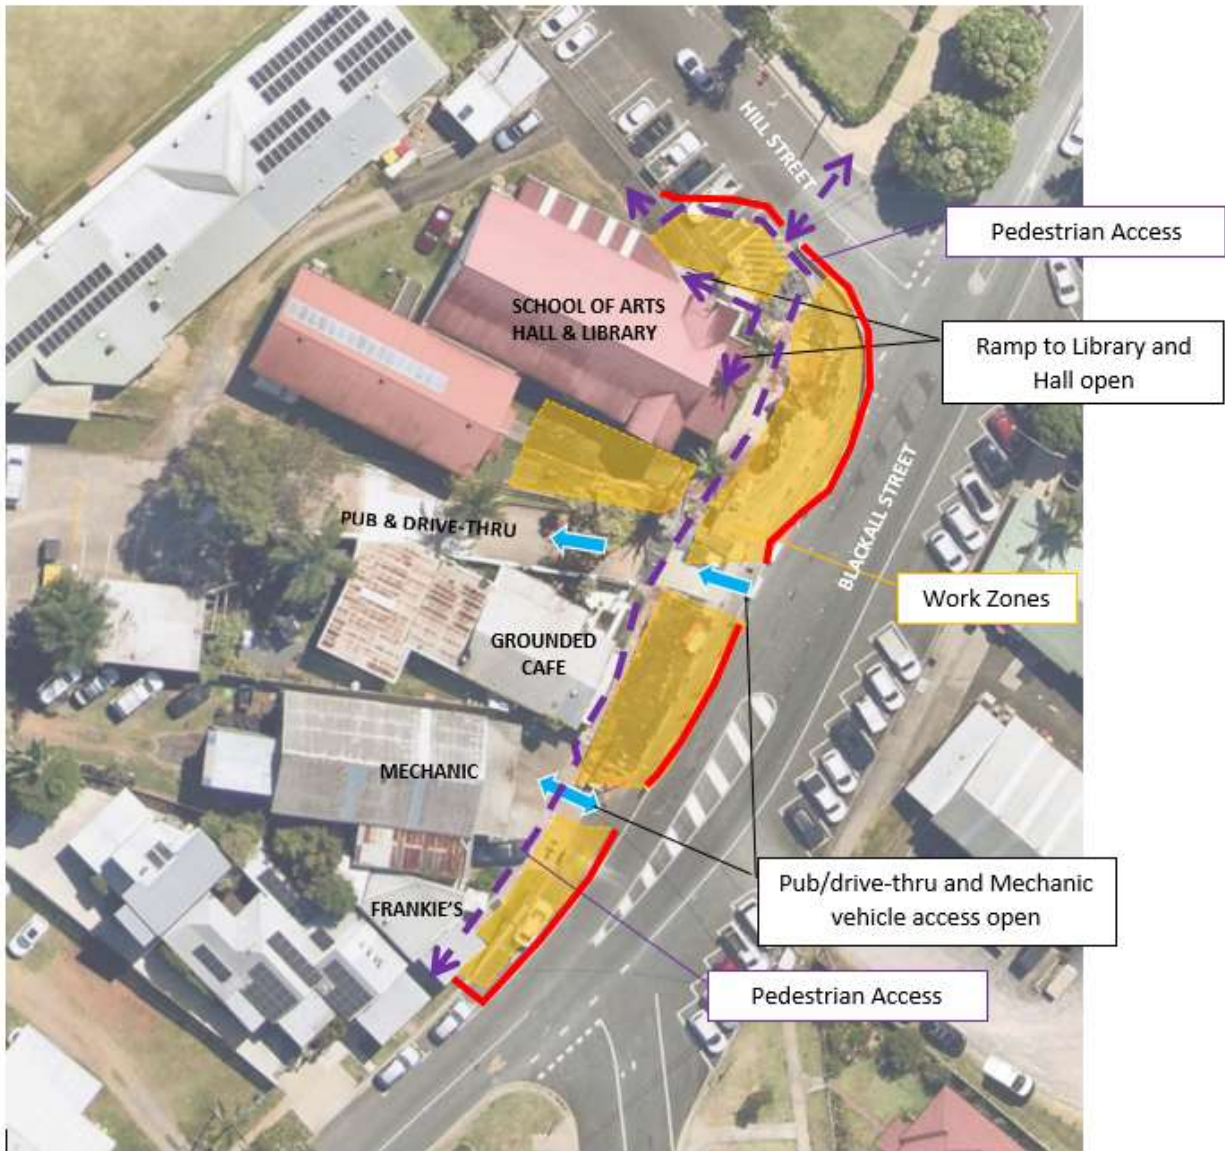 HILL STREET
Pedestrian Access
SCHOOL OF ARTS
HALL & LIBRARY
Ramp to Library and
Hall open
BLACKALL STREET
PUB & DRIVE-THRU
Work Zones
GROUNDED
CAFE
MECHANIC
Pub/drive-thru and Mechanic
vehicle access open
FRANKIE'S
Pedestrian Access